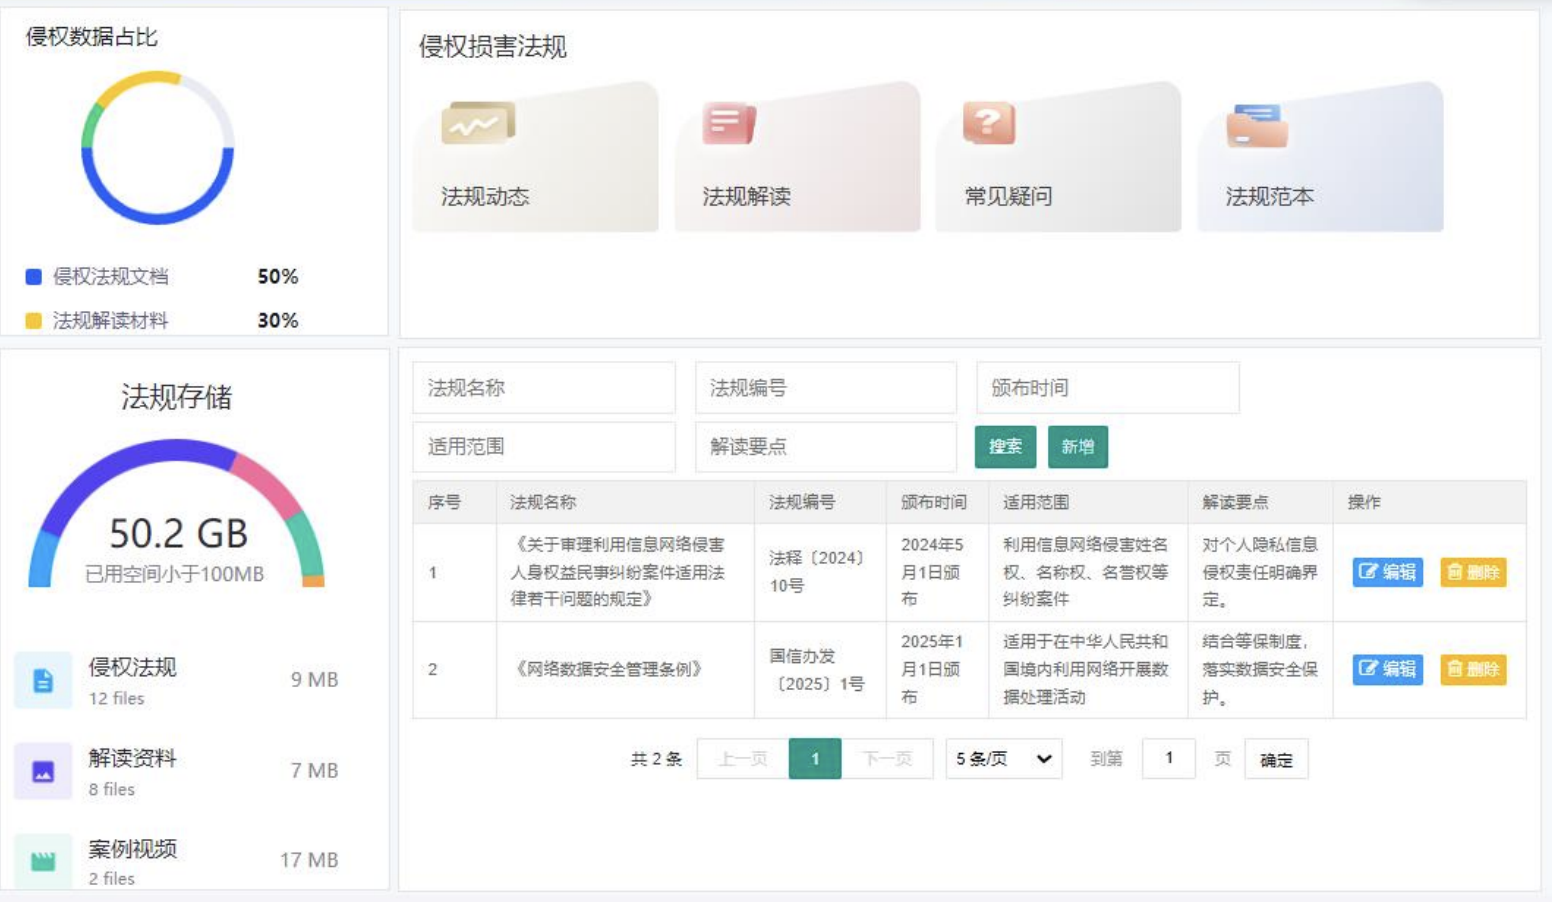 侵权数据占比
侵权法规文档 50%
法规解读材料 30%
侵权损害法规
法规动态
法规解读
常见疑问
法规范本
法规存储
50.2 GB
已用空间小于100MB
侵权法规
12 files
9 MB
解读资料
8 files
7 MB
案例视频
2 files
17 MB
法规名称 法规编号 颁布时间
适用范围 解读要点 搜索 新增
序号 法规名称 法规编号 颁布时间 适用范围 解读要点 操作
1
《关于审理利用信息网络侵害
人身权益民事纠纷案件适用法
律若干问题的规定》
法释〔2024〕
10号
2024年5
月1日颁
布
利用信息网络侵害姓名
权、名称权、名誉权等
纠纷案件
对个人隐私信息
侵权责任明确界
定。
编辑 删除
2
《网络数据安全管理条例》
国信办发
〔2025〕1号
2025年1
月1日颁
布
适用于在中华人民共和
国境内利用网络开展数
据处理活动
结合等保制度,
落实数据安全保
护。
编辑 删除
共 2 条 上一页 1 下一页 5 条/页 到第 1 页 确定